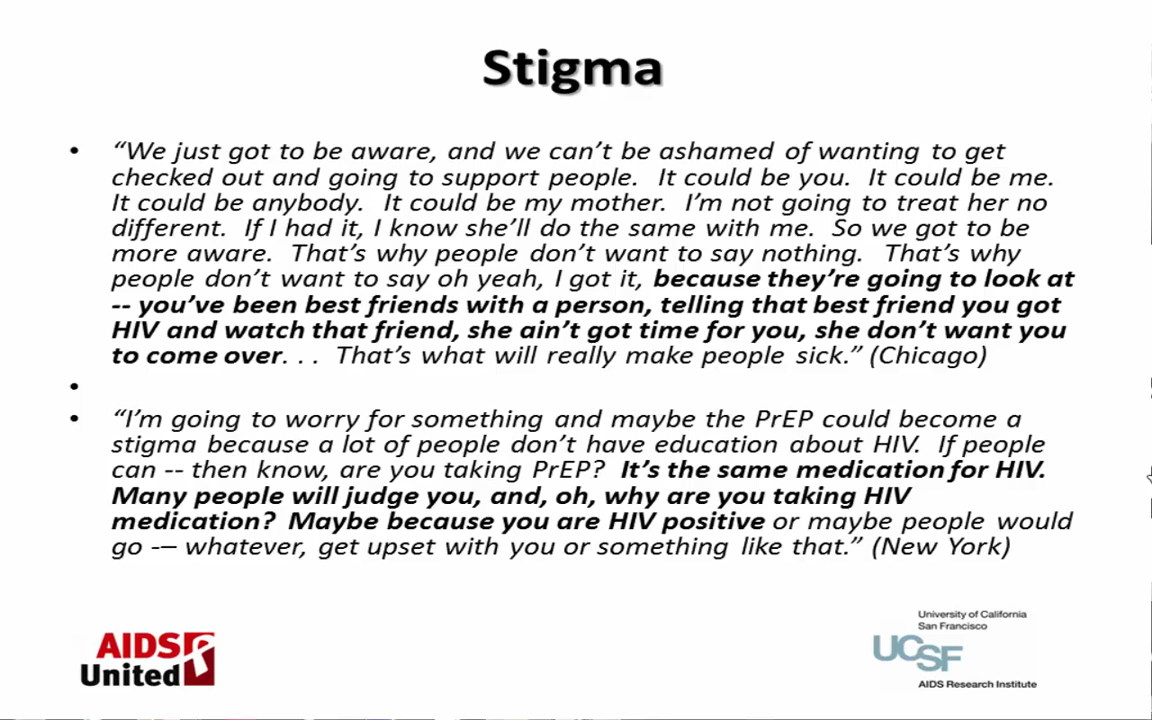 Stigma
• “We just got to be aware, and we can’t be ashamed of wanting to get
checked out and going to support people.  It could be you.  It could be me.
It could be anybody.  It could be my mother.  I’m not going to treat her no
different.  If I had it, I know she’ll do the same with me.  So we got to be
more aware.  That’s why people don’t want to say nothing.  That’s why
people don’t want to say oh yeah, I got it, because they’re going to look at
-- you’ve been best friends with a person, telling that best friend you got
HIV and watch that friend, she ain’t got time for you, she don’t want you
to come over. . .  That’s what will really make people sick.” (Chicago)
•
• “I’m going to worry for something and maybe the PrEP could become a
stigma because a lot of people don’t have education about HIV.  If people
can -- then know, are you taking PrEP?  It’s the same medication for HIV.
Many people will judge you, and, oh, why are you taking HIV
medication?  Maybe because you are HIV positive or maybe people would
go -– whatever, get upset with you or something like that.” (New York)
AIDS
United
University of California
San Francisco
UCSF
AIDS Research Institute